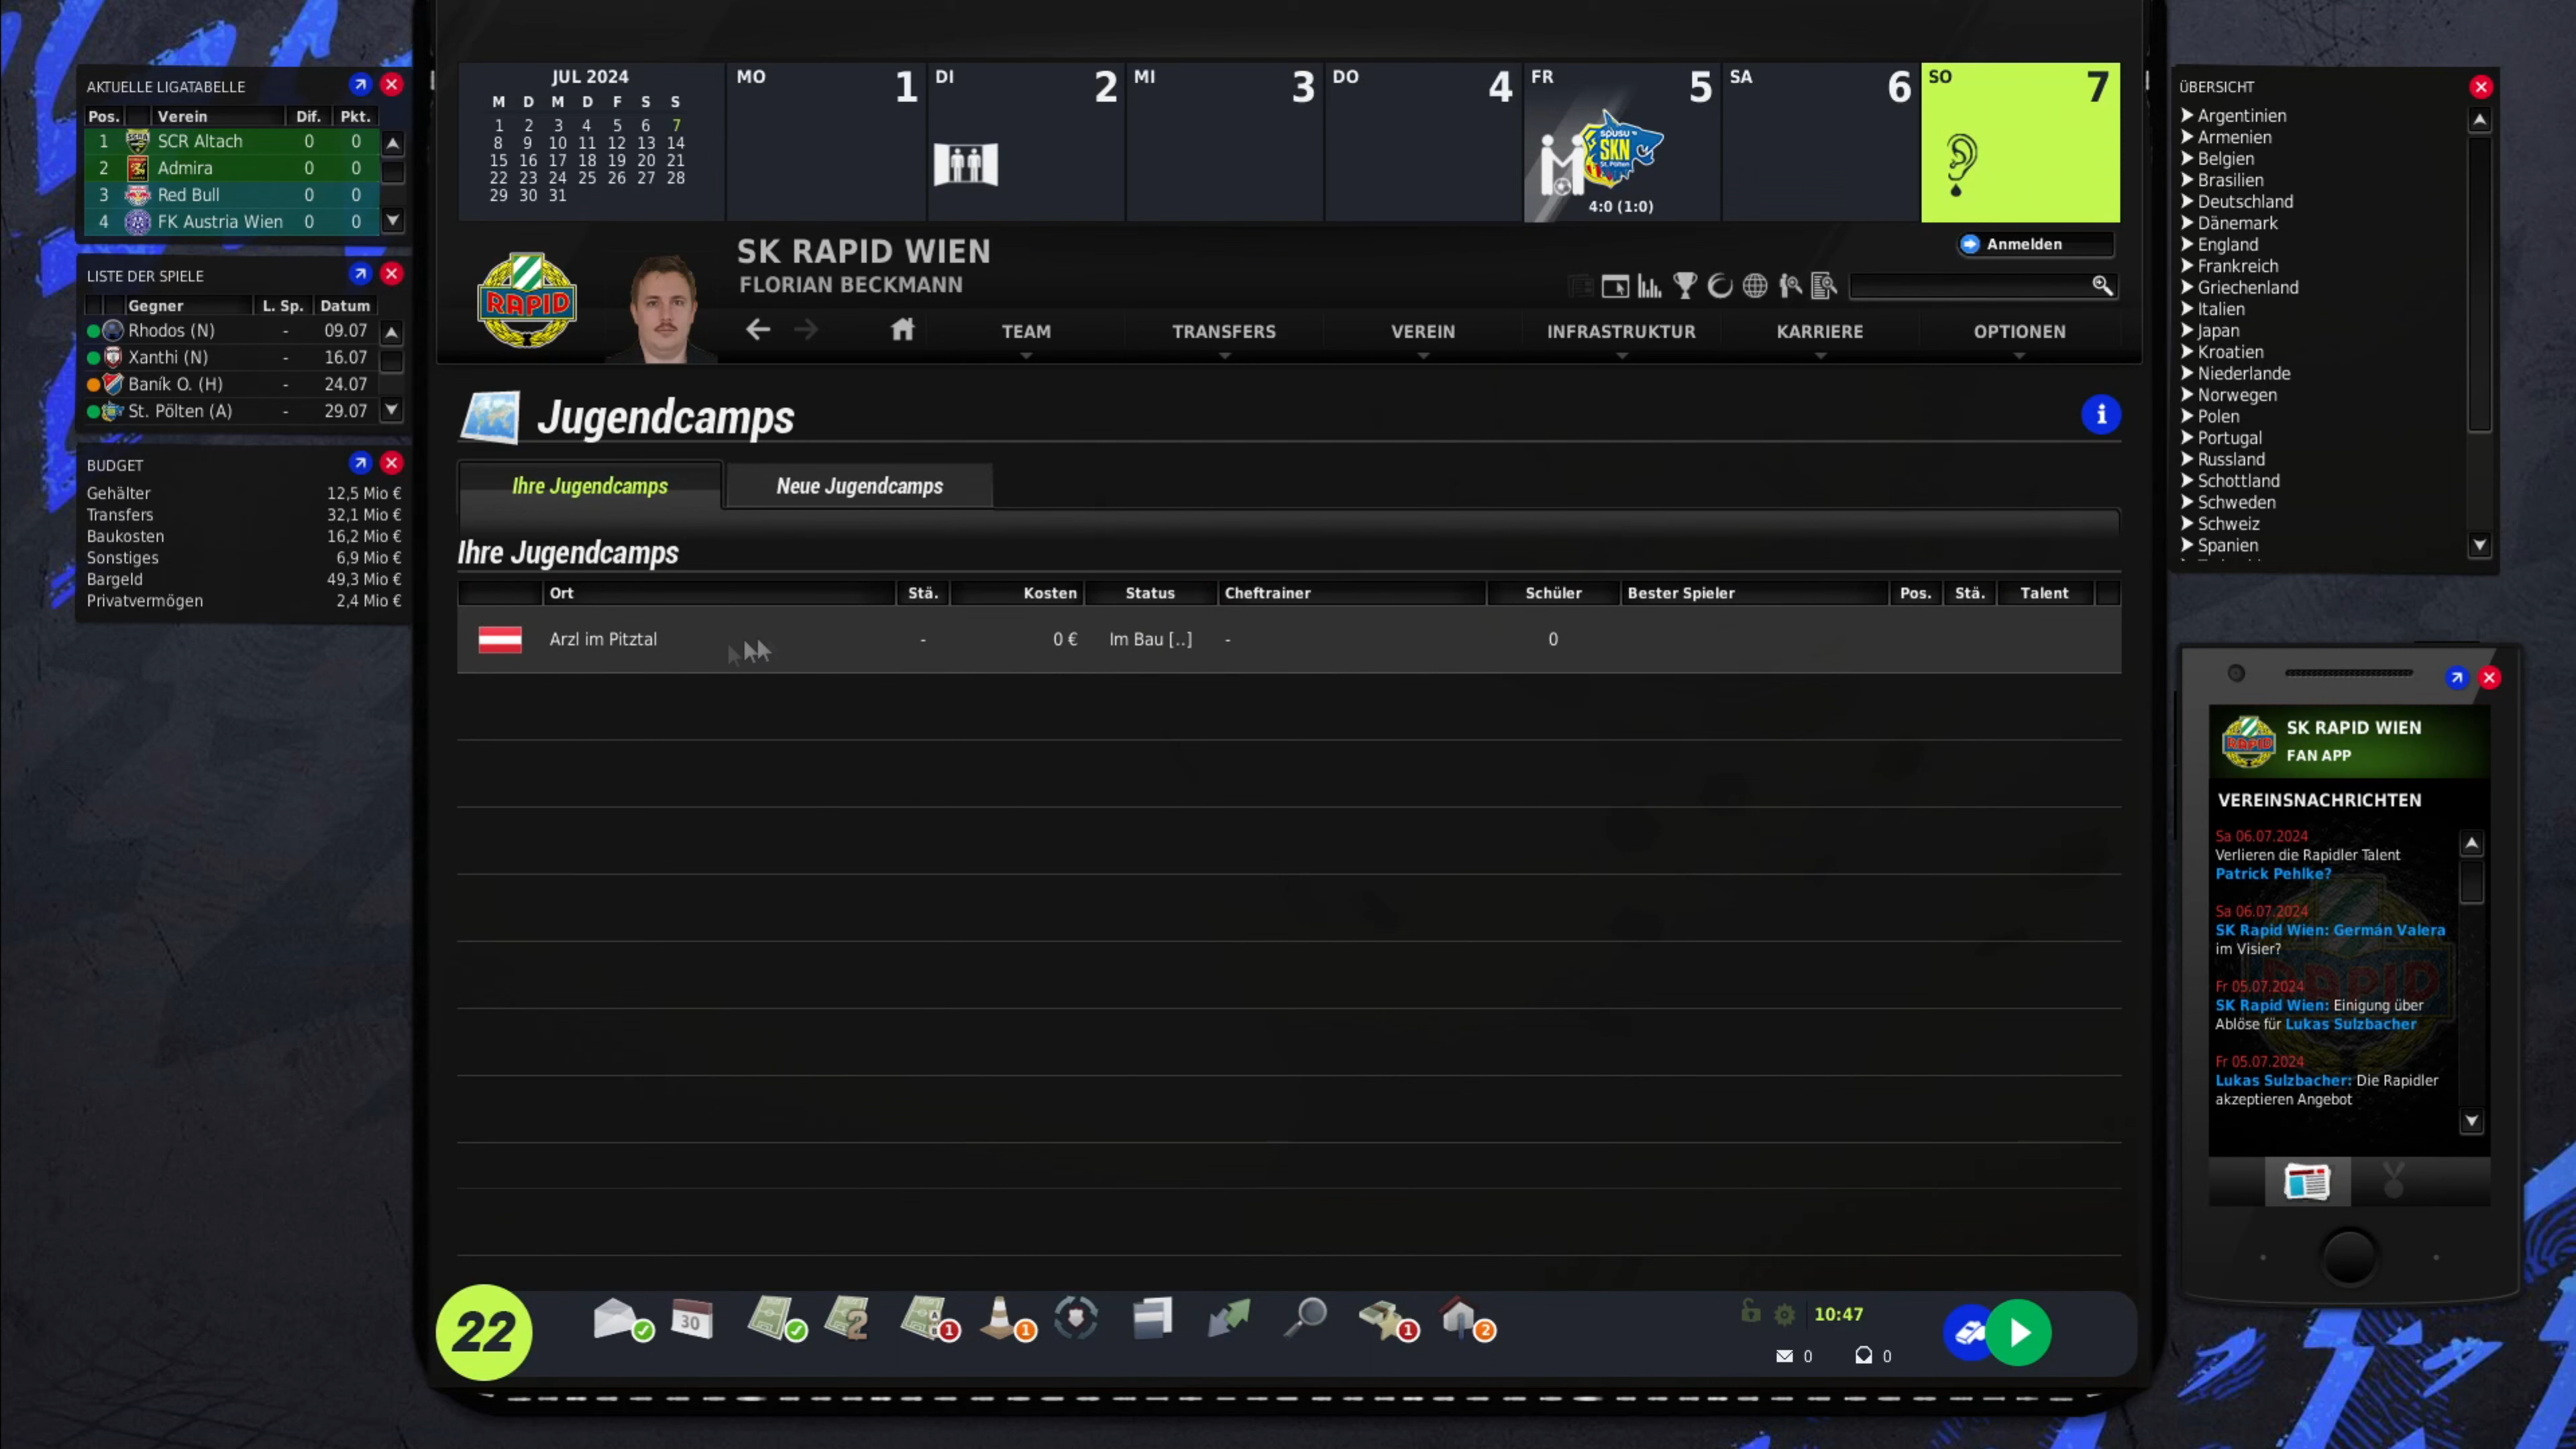 AKTUELLE LIGATABELLE
Pos. Verein Dif. Pkt.
1 SCR Altach 0 0
2 Admira 0 0
3 Red Bull 0 0
4 FK Austria Wien 0 0
LISTE DER SPIELE
Gegner L. Sp. Datum
Rhodos (N) - 09.07
Xanthi (N) - 16.07
Baník O. (H) - 24.07
St. Pölten (A) - 29.07
BUDGET
Gehälter 12,5 Mio €
Transfers 32,1 Mio €
Baukosten 16,2 Mio €
Sonstiges 6,9 Mio €
Bargeld 49,3 Mio €
Privatvermögen 2,4 Mio €
JUL 2024
M D M D F S S
1 2 3 4 5 6 7
8 9 10 11 12 13 14
15 16 17 18 19 20 21
22 23 24 25 26 27 28
29 30 31
MO 1 DI 2 MI 3 DO 4 FR 5 SA 6 SO 7
spusu
SKN
St. Pölten
4:0 (1:0)
RAPID
SK RAPID WIEN
FLORIAN BECKMANN
Anmelden
TEAM TRANSFERS VEREIN INFRASTRUKTUR KARRIERE OPTIONEN
Jugendcamps
i
Ihre Jugendcamps Neue Jugendcamps
Ihre Jugendcamps
Ort Stä. Kosten Status Cheftrainer Schüler Bester Spieler Pos. Stä. Talent
Arzl im Pitztal - 0 € Im Bau [..] - 0
22
30
2
1
1
1
2
10:47
0 0
ÜBERSICHT
Argentinien
Armenien
Belgien
Brasilien
Deutschland
Dänemark
England
Frankreich
Griechenland
Italien
Japan
Kroatien
Niederlande
Norwegen
Polen
Portugal
Russland
Schottland
Schweden
Schweiz
Spanien
RAPID
SK RAPID WIEN
FAN APP
VEREINSNACHRICHTEN
Sa 06.07.2024
Verlieren die Rapidler Talent
Patrick Pehlke?
Sa 06.07.2024
SK Rapid Wien: Germán Valera
im Visier?
Fr 05.07.2024
SK Rapid Wien: Einigung über
Ablöse für Lukas Sulzbacher
Fr 05.07.2024
Lukas Sulzbacher: Die Rapidler
akzeptieren Angebot